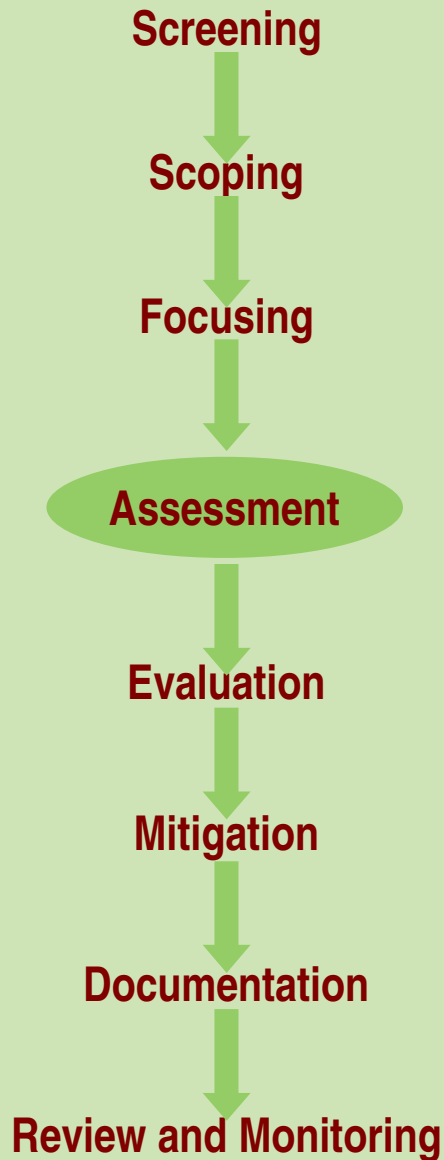 Screening
Scoping
Focusing
Assessment
Evaluation
Mitigation
Documentation
Review and Monitoring